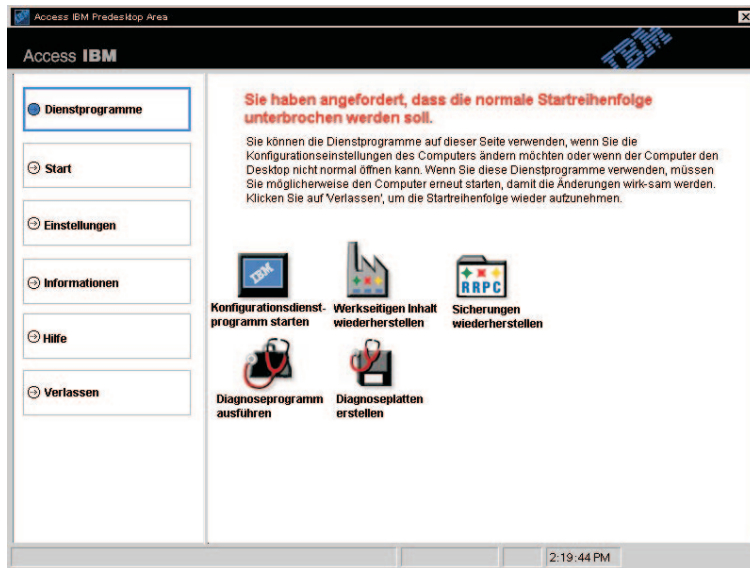 Access IBM Predesktop Area
Access IBM
IBM
Dienstprogramme
Start
Einstellungen
Informationen
Hilfe
Verlassen
Sie haben angefordert, dass die normale Startreihenfolge
unterbrochen werden soll.
Sie können die Dienstprogramme auf dieser Seite verwenden, wenn Sie die
Konfigurationseinstellungen des Computers ändern möchten oder wenn der Computer den
Desktop nicht normal öffnen kann. Wenn Sie diese Dienstprogramme verwenden, müssen
Sie möglicherweise den Computer erneut starten, damit die Änderungen wirk-sam werden.
Klicken Sie auf 'Verlassen', um die Startreihenfolge wieder aufzunehmen.
IBM
RRPC
Konfigurationsdienst-
programm starten
Werkseitigen Inhalt
wiederherstellen
Sicherungen
wiederherstellen
Diagnoseprogramm
ausführen
Diagnoseplatten
erstellen
2:19:44 PM